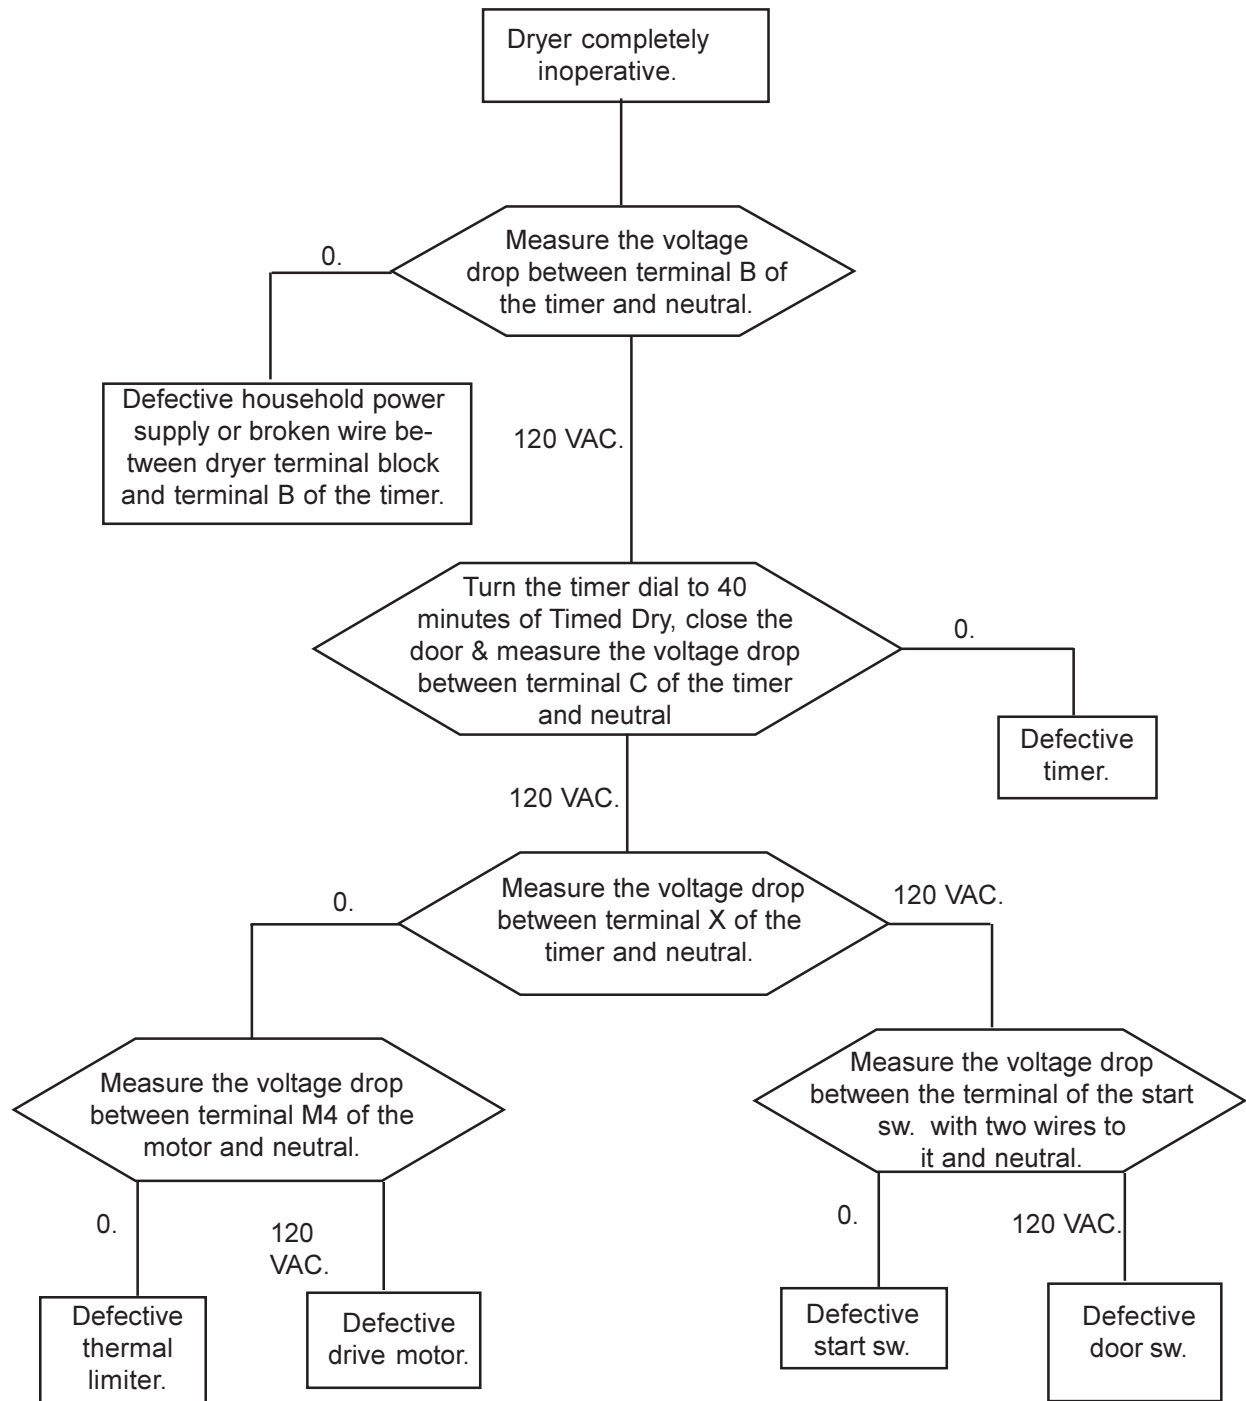 Dryer completely
inoperative.
Measure the voltage
drop between terminal B of
the timer and neutral.
0.
Defective household power
supply or broken wire be-
tween dryer terminal block
and terminal B of the timer.
120 VAC.
Turn the timer dial to 40
minutes of Timed Dry, close the
door & measure the voltage drop
between terminal C of the timer
and neutral
0.
Defective
timer.
120 VAC.
Measure the voltage drop
between terminal X of the
timer and neutral.
0.
120 VAC.
Measure the voltage drop
between terminal M4 of the
motor and neutral.
Measure the voltage drop
between the terminal of the start
sw. with two wires to
it and neutral.
0.
120
VAC.
0.
120 VAC.
Defective
thermal
limiter.
Defective
drive motor.
Defective
start sw.
Defective
door sw.